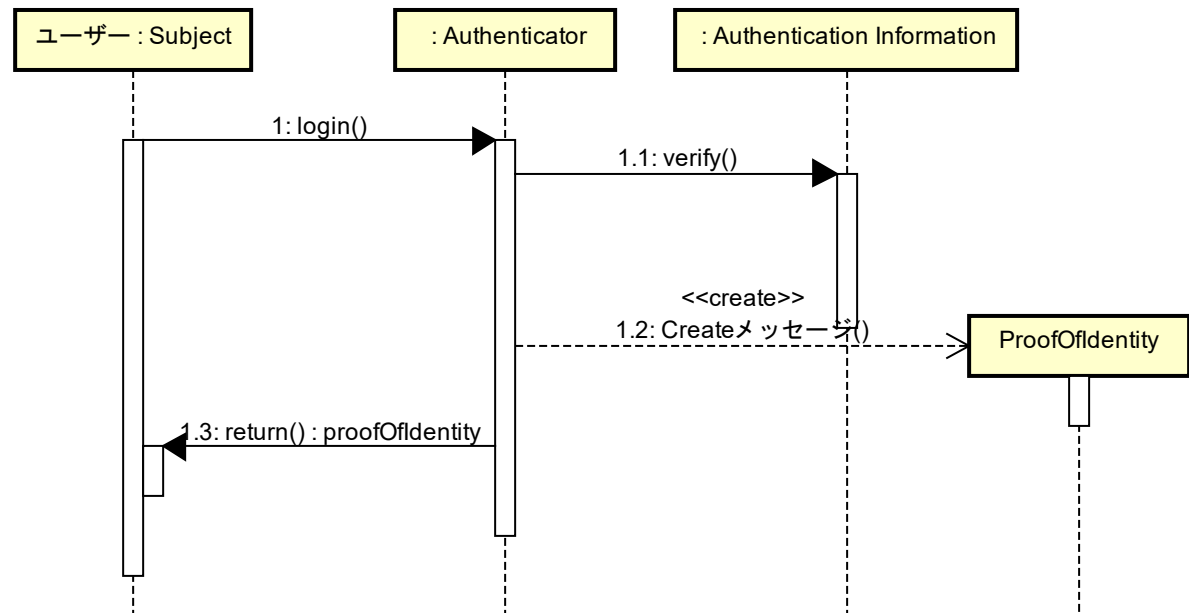 ユーザー : Subject
: Authenticator
: Authentication Information
1: login()
1.1: verify()
<<create>>
1.2: Createメッセージ()
ProofOfIdentity
1.3: return() : proofOfIdentity